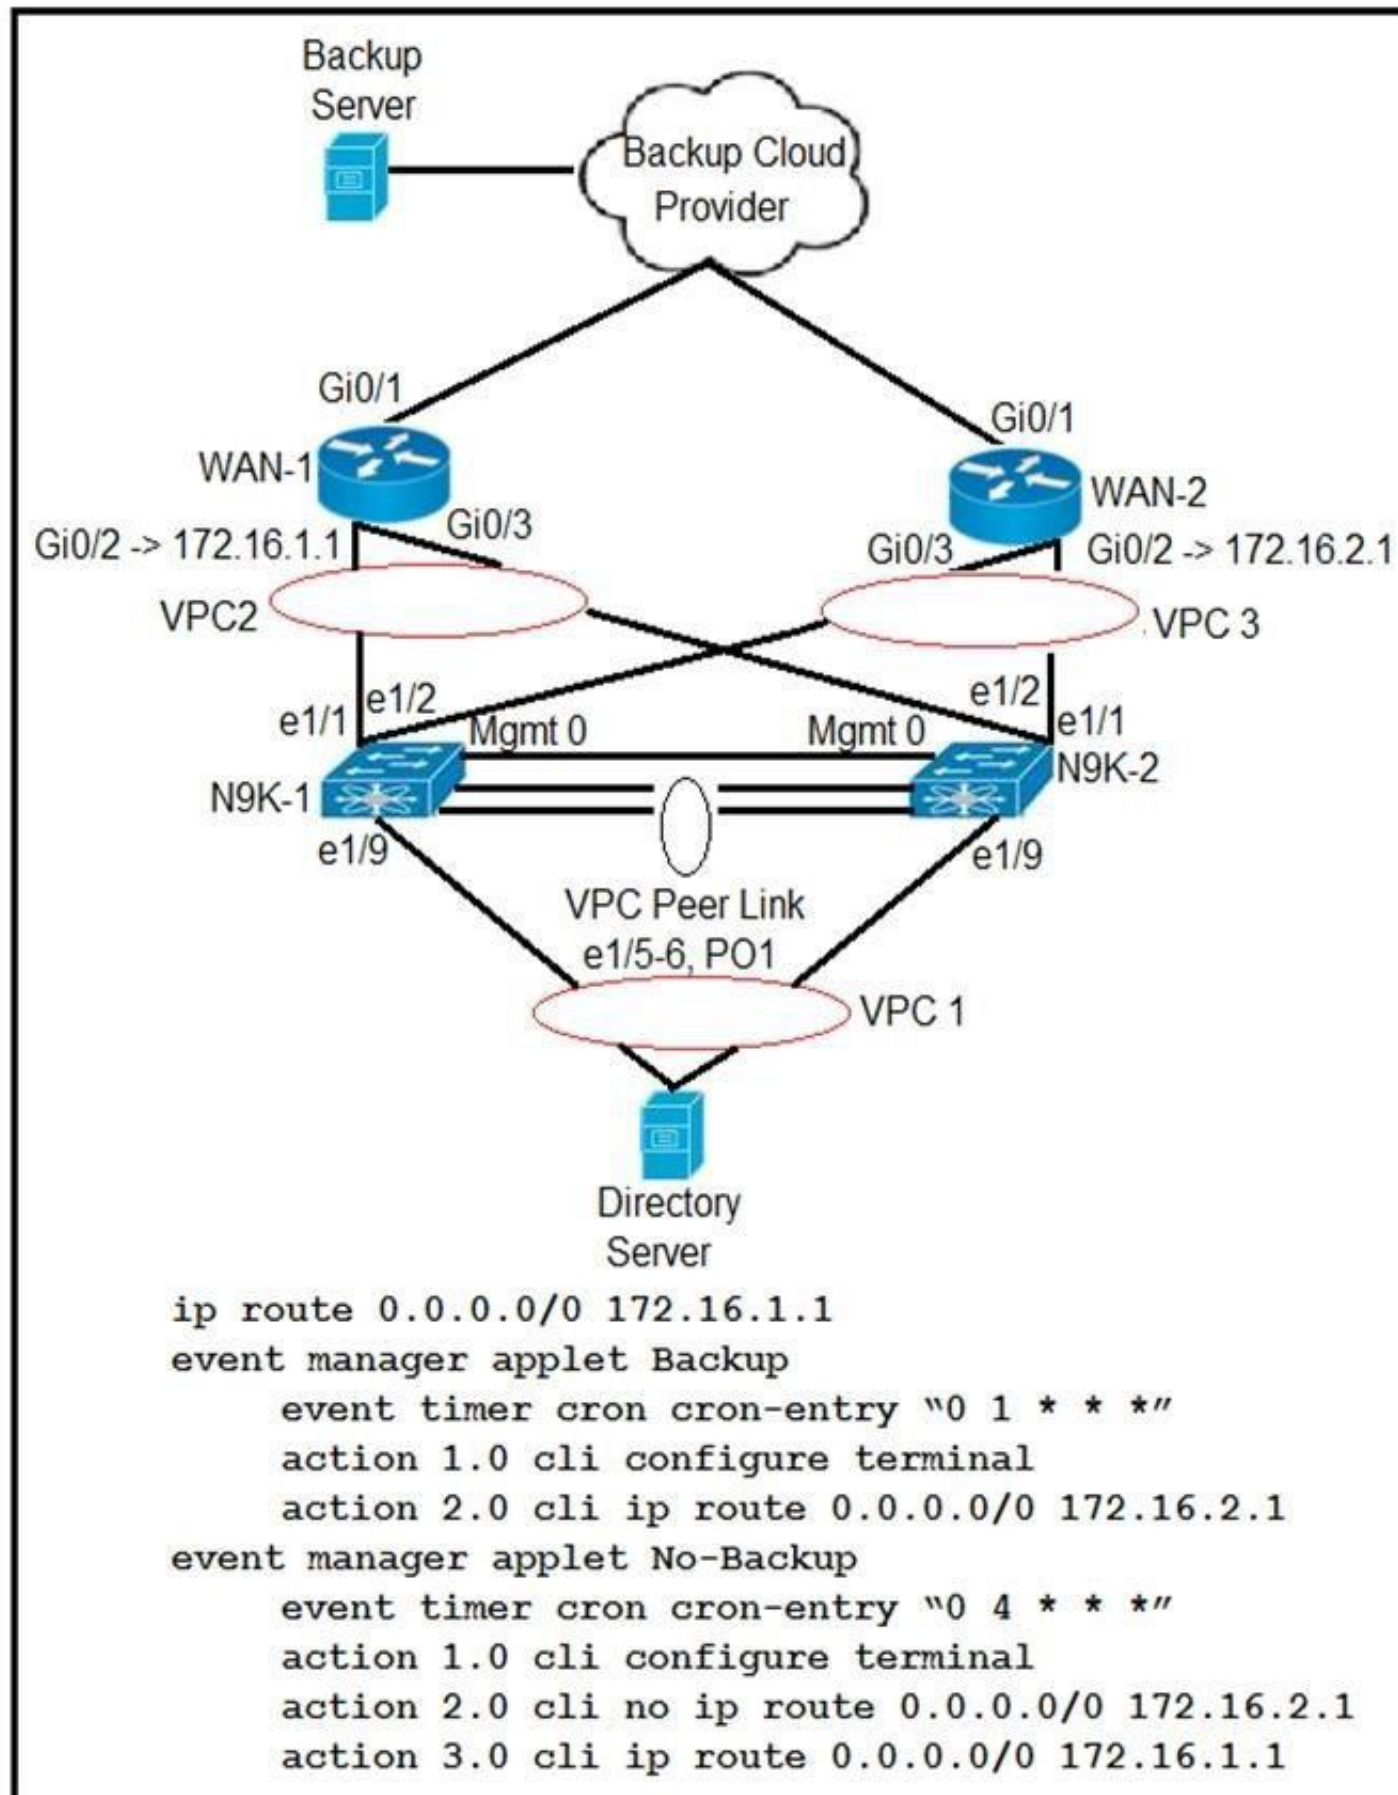 Backup
Server
Backup Cloud
Provider
Gi0/1
Gi0/1
WAN-1
WAN-2
Gi0/3
Gi0/2 -> 172.16.1.1
Gi0/3
Gi0/2 -> 172.16.2.1
VPC2
VPC 3
e1/2
e1/1
e1/2
e1/1
Mgmt 0
Mgmt 0
N9K-1
N9K-2
e1/9
e1/9
VPC Peer Link
e1/5-6, PO1
VPC 1
Directory
Server
ip route 0.0.0.0/0 172.16.1.1
event manager applet Backup
event timer cron cron-entry “0 1 * * *”
action 1.0 cli configure terminal
action 2.0 cli ip route 0.0.0.0/0 172.16.2.1
event manager applet No-Backup
event timer cron cron-entry “0 4 * * *”
action 1.0 cli configure terminal
action 2.0 cli no ip route 0.0.0.0/0 172.16.2.1
action 3.0 cli ip route 0.0.0.0/0 172.16.1.1